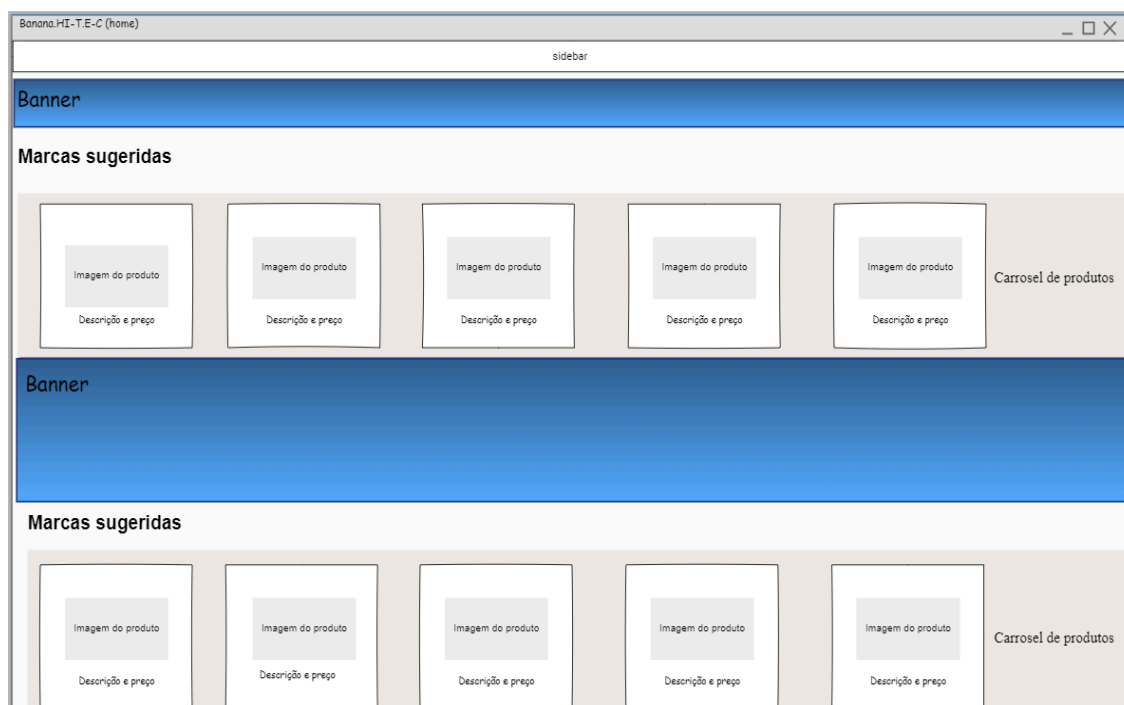 Banana.HI-T.E-C (home)
sidebar
Banner
Marcas sugeridas
Imagem do produto
Descrição e preço
Imagem do produto
Descrição e preço
Imagem do produto
Descrição e preço
Imagem do produto
Descrição e preço
Imagem do produto
Descrição e preço
Carrosel de produtos
Banner
Marcas sugeridas
Imagem do produto
Descrição e preço
Imagem do produto
Descrição e preço
Imagem do produto
Descrição e preço
Imagem do produto
Descrição e preço
Imagem do produto
Descrição e preço
Carrosel de produtos